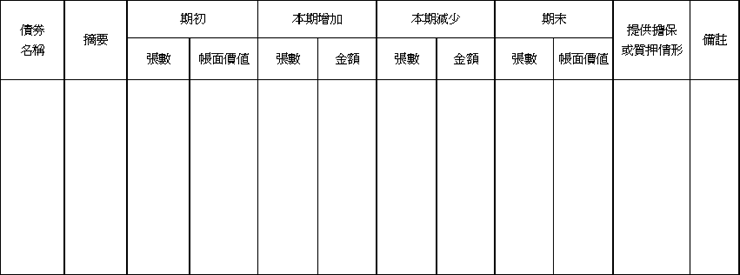 債券
名稱
摘要
期初
本期增加
本期減少
期末
提供擔保
或質押情形
備註
張數
帳面價值
張數
金額
張數
金額
張數
帳面價值